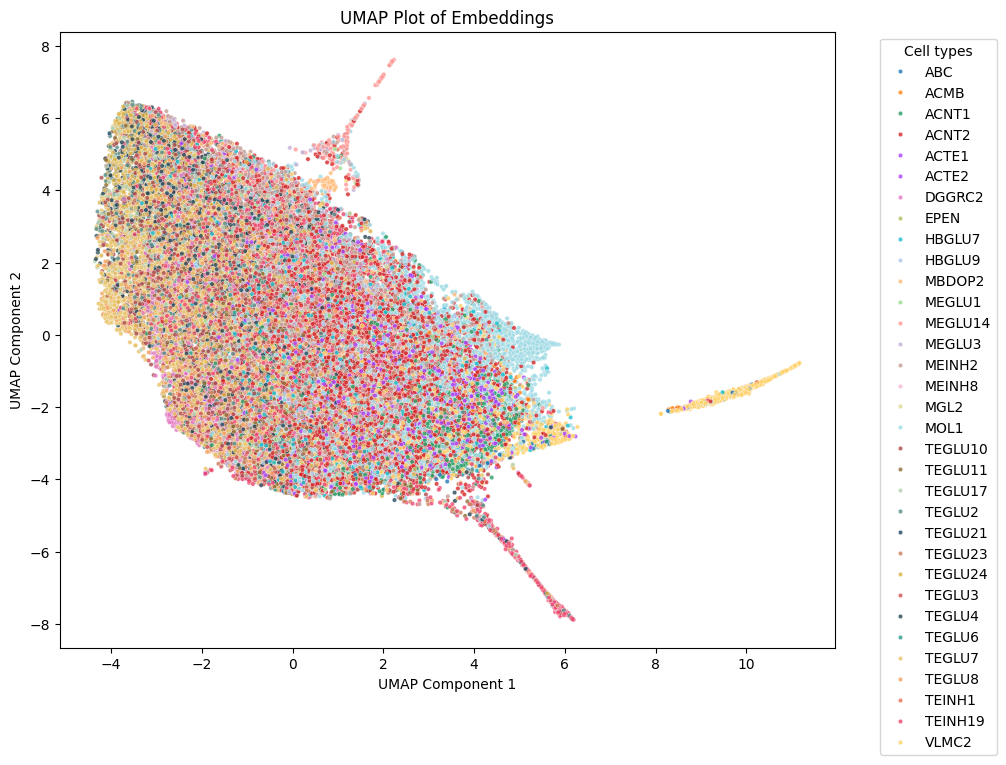 UMAP Plot of Embeddings
8
6
4
2
0
−2
−4
−6
−8
UMAP Component 2
−4
−2
0
2
4
6
8
10
UMAP Component 1
Cell types
ABC
ACMB
ACNT1
ACNT2
ACTE1
ACTE2
DGGRC2
EPEN
HBGLU7
HBGLU9
MBDOP2
MEGLU1
MEGLU14
MEGLU3
MEINH2
MEINH8
MGL2
MOL1
TEGLU10
TEGLU11
TEGLU17
TEGLU2
TEGLU21
TEGLU23
TEGLU24
TEGLU3
TEGLU4
TEGLU6
TEGLU7
TEGLU8
TEINH1
TEINH19
VLMC2